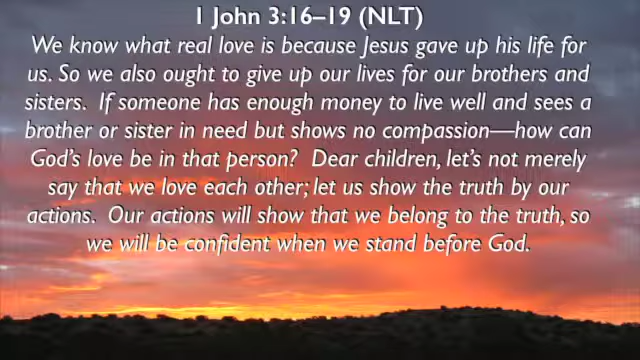 1 John 3:16–19 (NLT)
We know what real love is because Jesus gave up his life for
us. So we also ought to give up our lives for our brothers and
sisters.  If someone has enough money to live well and sees a
brother or sister in need but shows no compassion—how can
God’s love be in that person?  Dear children, let’s not merely
say that we love each other; let us show the truth by our
actions.  Our actions will show that we belong to the truth, so
we will be confident when we stand before God.